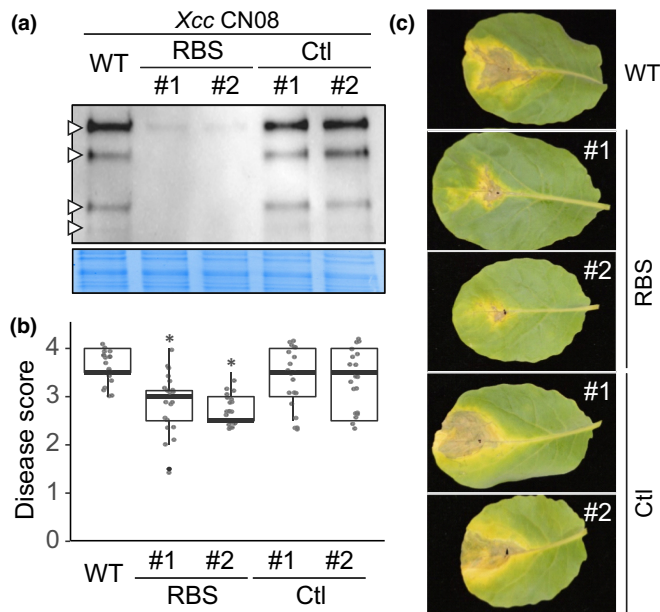 (a)
Xcc CN08
WT RBS Ctl
#1 #2 #1 #2
(b)
Disease score
4
3
2
1
0
* *
WT #1 #2 #1 #2
RBS Ctl
(c)
WT
#1
#2
RBS
#1
#2
Ctl